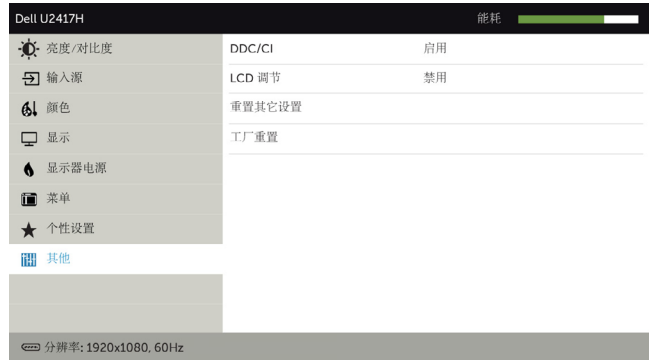 Dell U2417H 能耗
亮度/对比度 DDC/CI 启用
输入源 LCD 调节 禁用
颜色 重置其它设置
显示 工厂重置
显示器电源
菜单
个性设置
其他
分辨率: 1920x1080, 60Hz